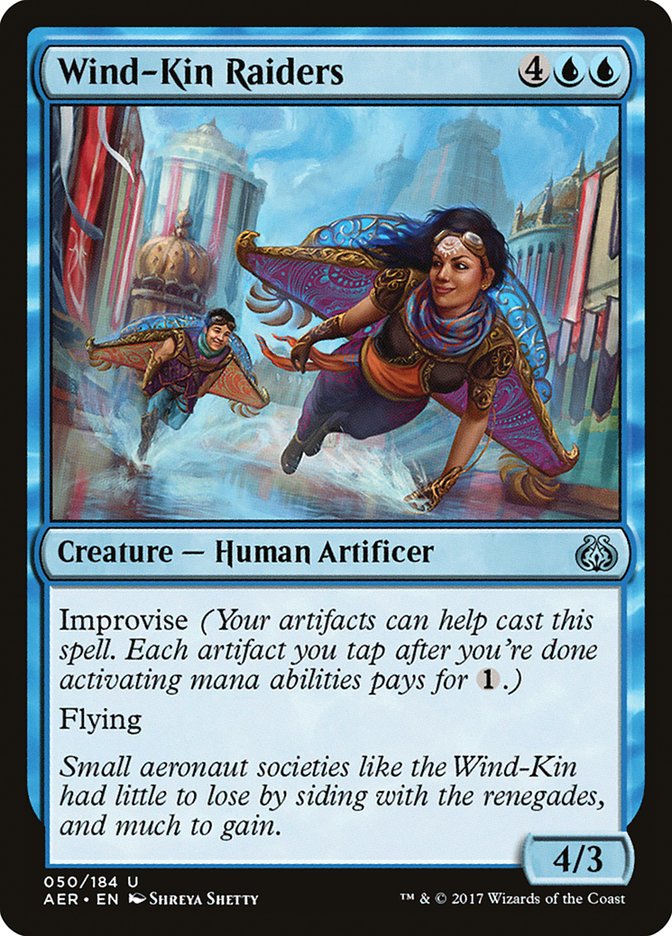 Wind-Kin Raiders 4
Creature — Human Artificer
Improvise (Your artifacts can help cast this
spell. Each artifact you tap after you're done
activating mana abilities pays for 1.)
Flying
Small aeronaut societies like the Wind-Kin
had little to lose by siding with the renegades,
and much to gain.
4/3
050/184 U
AER • EN Shreya Shetty
™ & © 2017 Wizards of the Coast